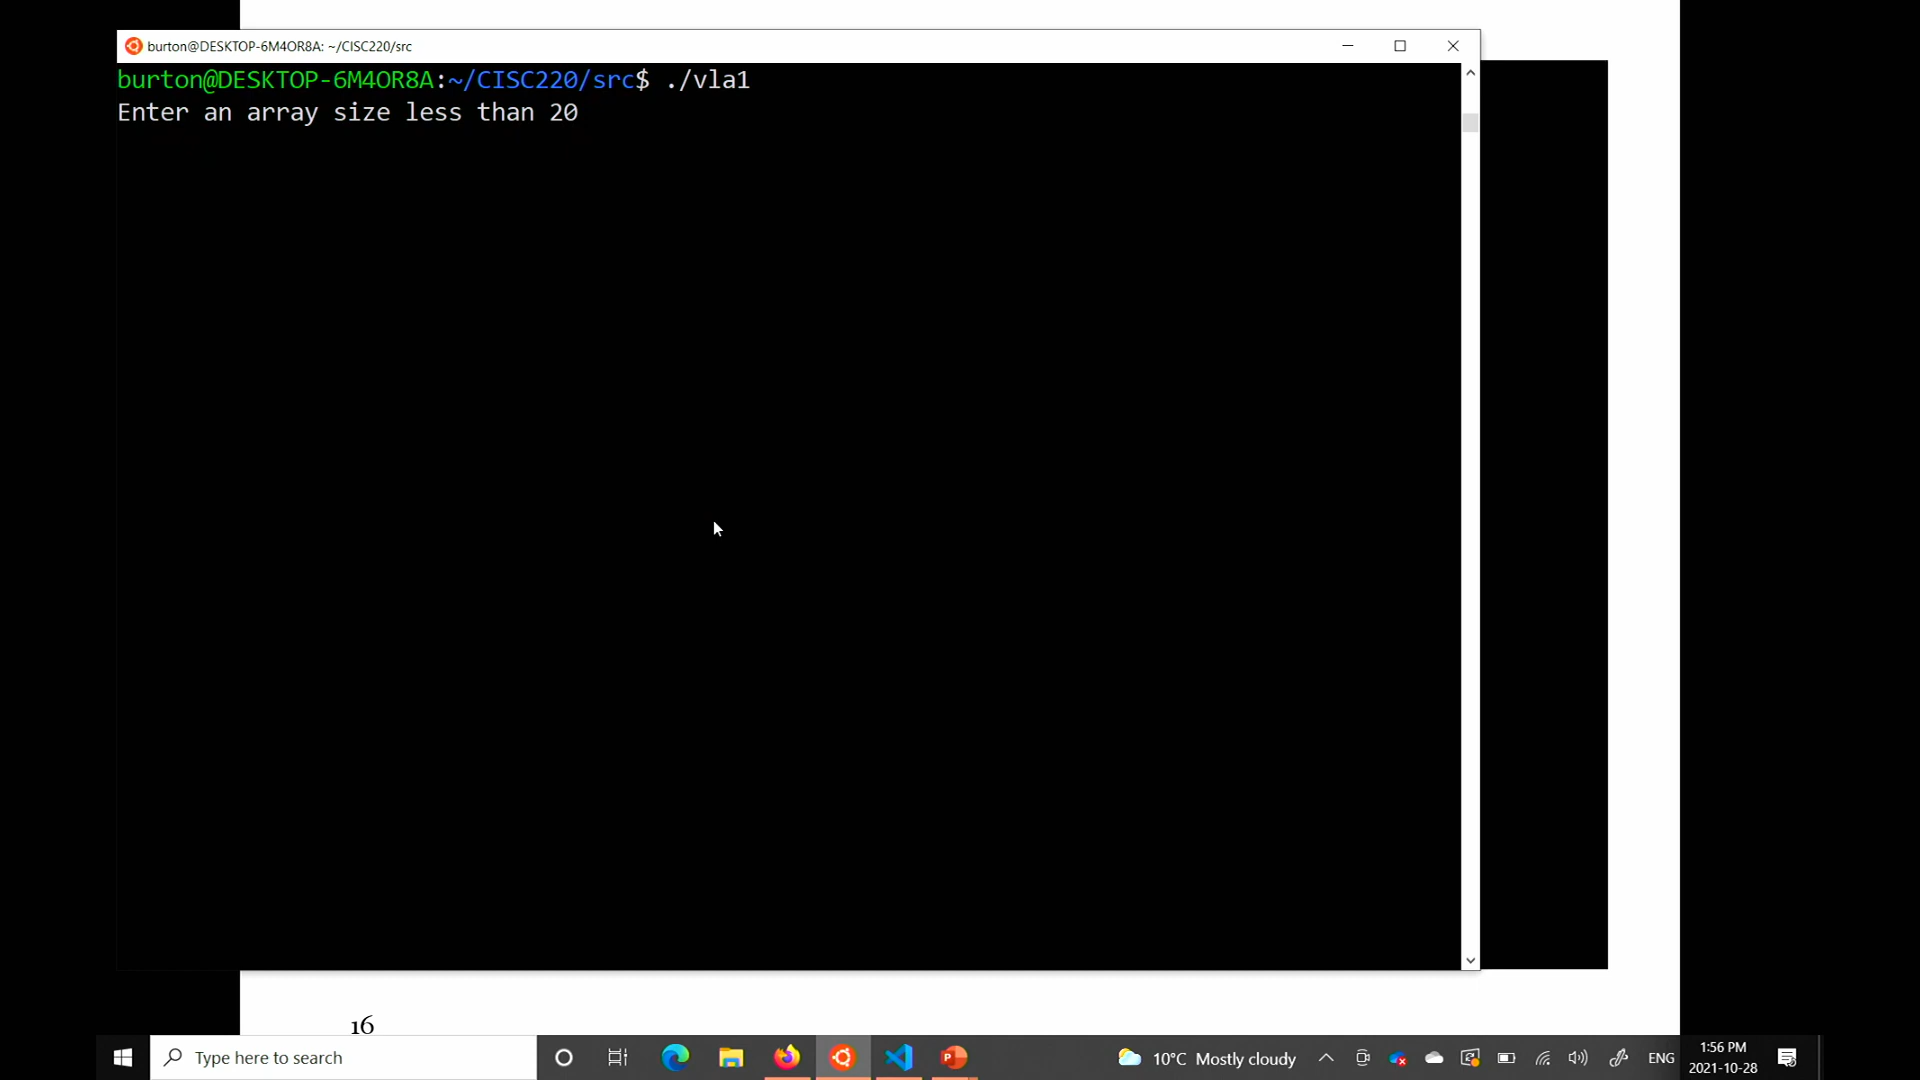 burton@DESKTOP-6M4OR8A: ~/CISC220/src
burton@DESKTOP-6M4OR8A:~/CISC220/src$ ./vla1
Enter an array size less than 20
16
Type here to search
10°C Mostly cloudy
ENG
1:56 PM
2021-10-28